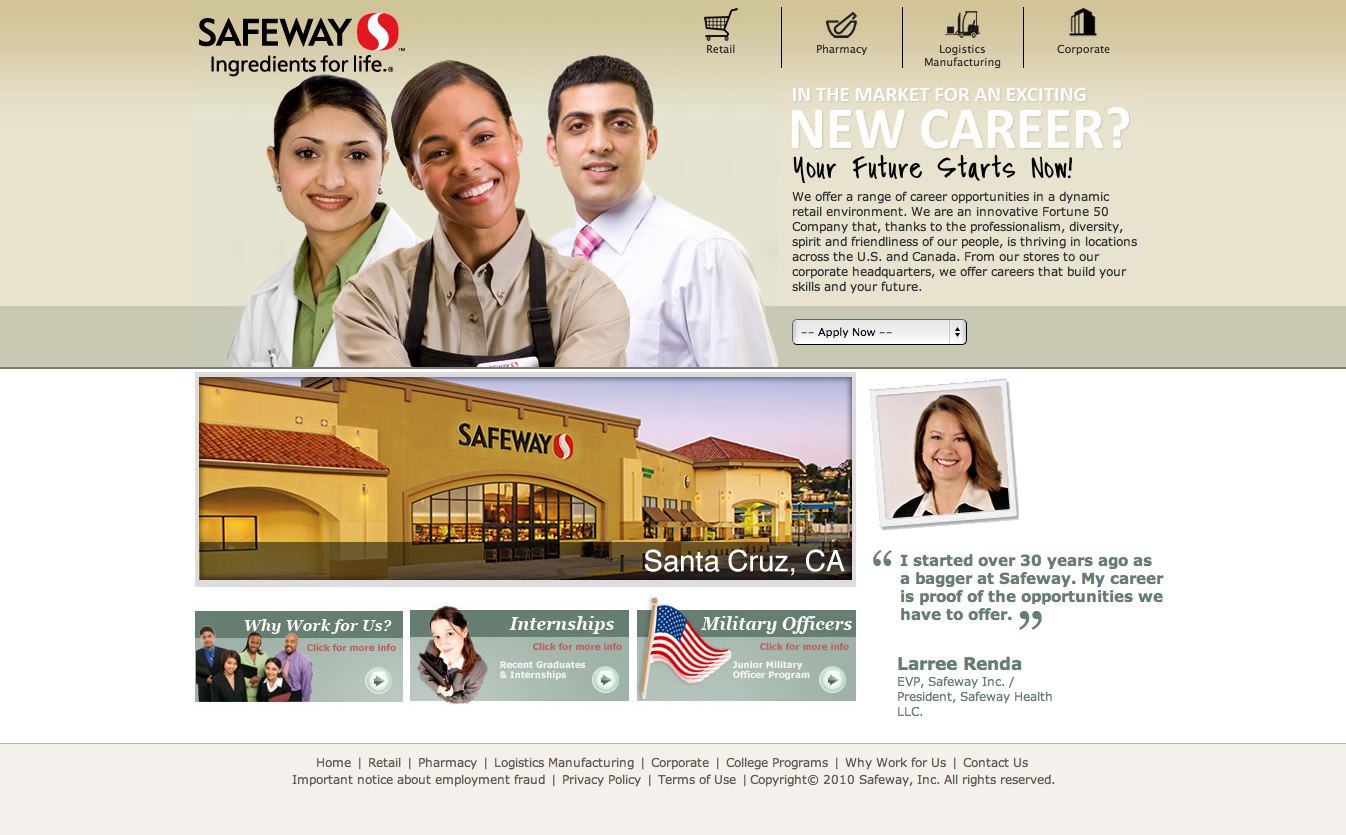 SAFEWAY
Ingredients for life.®
Retail
Pharmacy
Logistics
Manufacturing
Corporate
IN THE MARKET FOR AN EXCITING
NEW CAREER?
Your Future Starts Now!
We offer a range of career opportunities in a dynamic
retail environment. We are an innovative Fortune 50
Company that, thanks to the professionalism, diversity,
spirit and friendliness of our people, is thriving in locations
across the U.S. and Canada. From our stores to our
corporate headquarters, we offer careers that build your
skills and your future.
-- Apply Now --
SAFEWAY
Santa Cruz, CA
“ I started over 30 years ago as
a bagger at Safeway. My career
is proof of the opportunities we
have to offer. ”
Larree Renda
EVP, Safeway Inc. /
President, Safeway Health
LLC.
Why Work for Us?
Click for more info
Internships
Click for more info
Recent Graduates
& Internships
Military Officers
Click for more info
Junior Military
Officer Program
Home | Retail | Pharmacy | Logistics Manufacturing | Corporate | College Programs | Why Work for Us | Contact Us
Important notice about employment fraud | Privacy Policy | Terms of Use | Copyright© 2010 Safeway, Inc. All rights reserved.